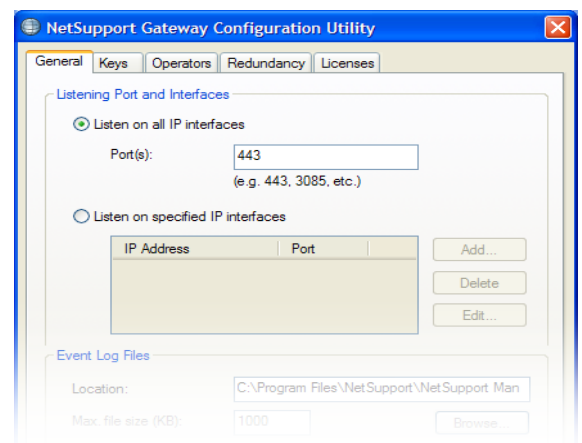 NetSupport Gateway Configuration Utility
General Keys Operators Redundancy Licenses
Listening Port and Interfaces
Listen on all IP interfaces
Port(s): 443
(e.g. 443, 3085, etc.)
Listen on specified IP interfaces
IP Address Port
Add...
Delete
Edit...
Event Log Files
Location: C:\Program Files\NetSupport\NetSupport Man
Max. file size (KB): 1000 Browse...